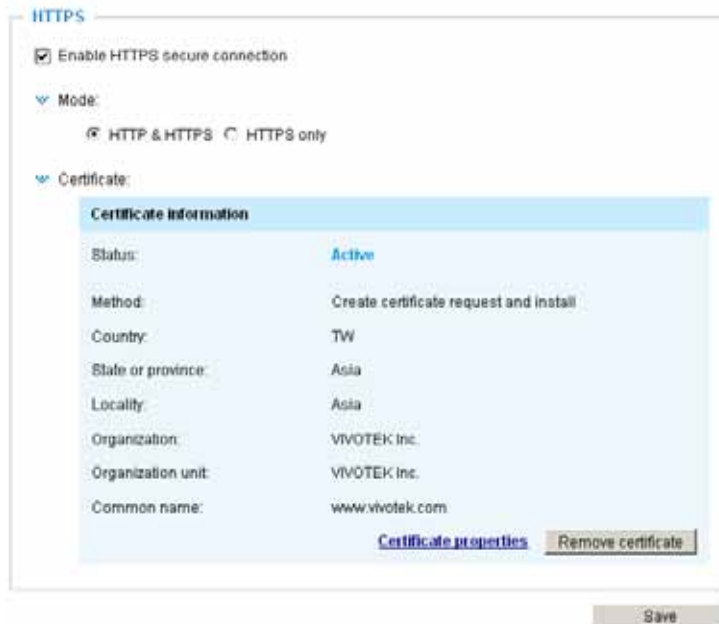 HTTPS
Enable HTTPS secure connection
Mode:
HTTP & HTTPS HTTPS only
Certificate:
Certificate information
Status: Active
Method: Create certificate request and install
Country: TW
State or province: Asia
Locality: Asia
Organization: VIVOTEK Inc.
Organization unit: VIVOTEK Inc.
Common name: www.vivotek.com
Certificate properties Remove certificate
Save